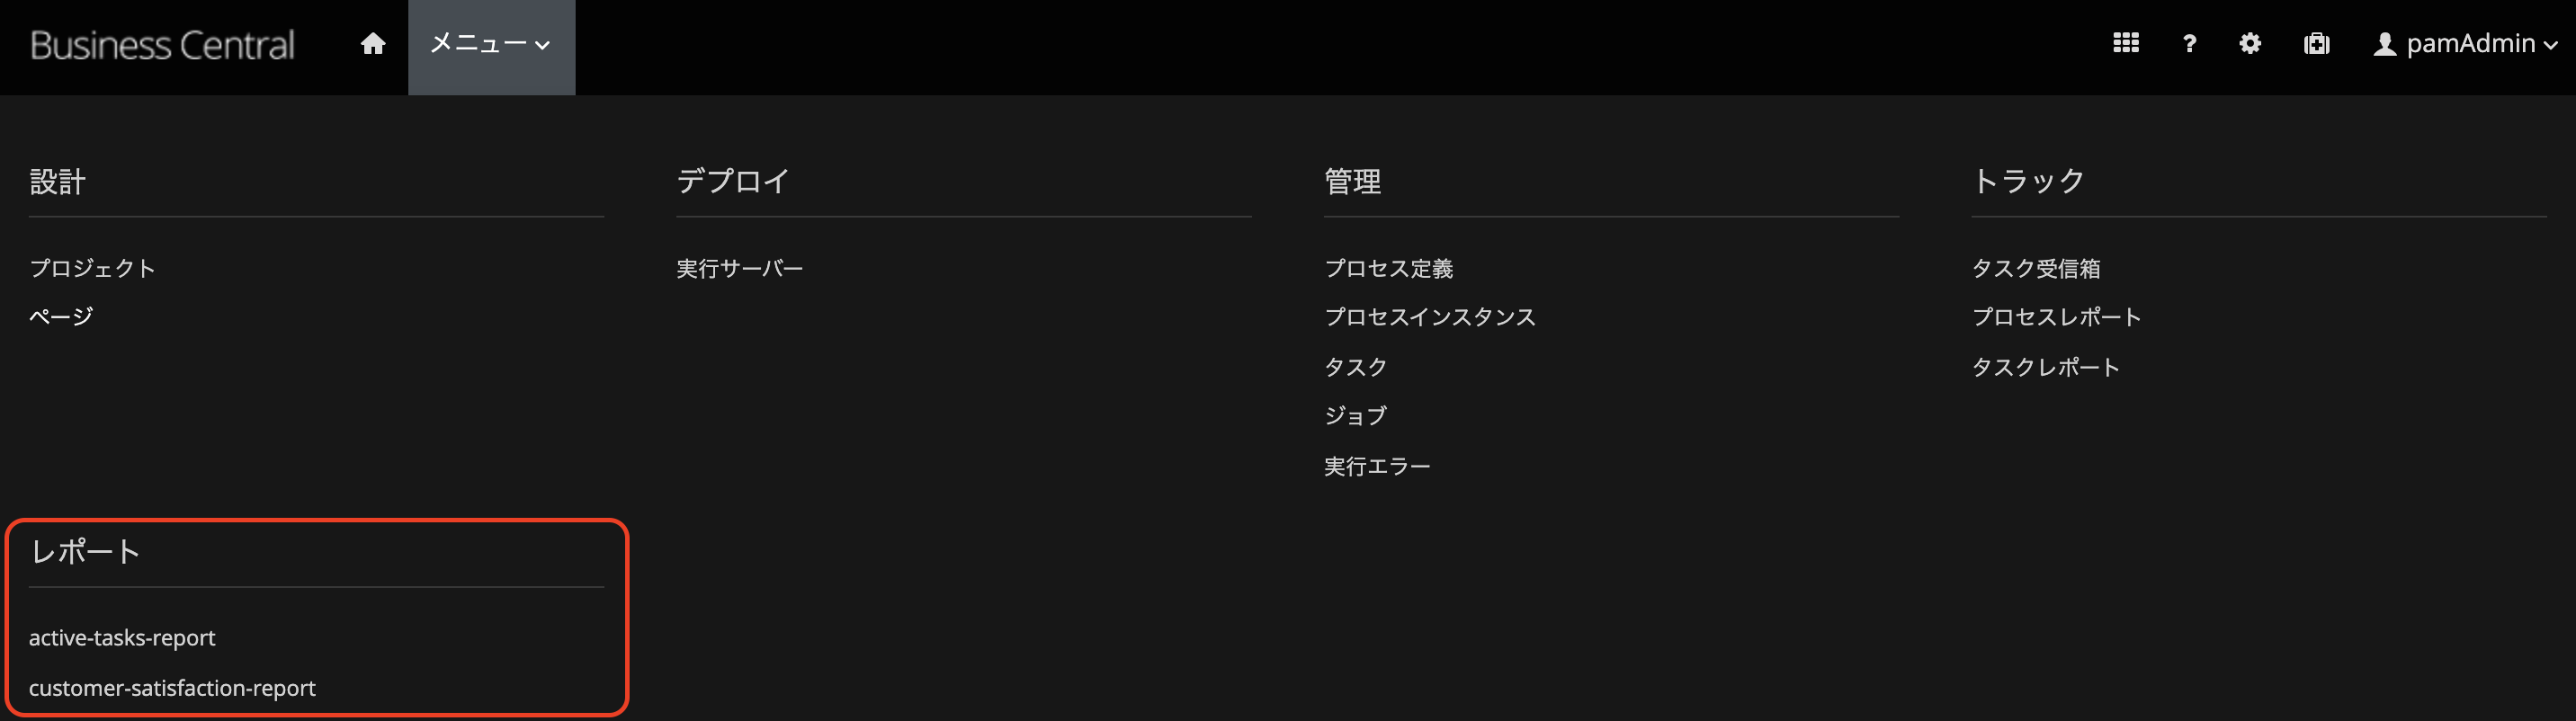 Business Central
メニュー
pamAdmin
設計
プロジェクト
ページ
デプロイ
実行サーバー
管理
プロセス定義
プロセスインスタンス
タスク
ジョブ
実行エラー
トラック
タスク受信箱
プロセスレポート
タスクレポート
レポート
active-tasks-report
customer-satisfaction-report